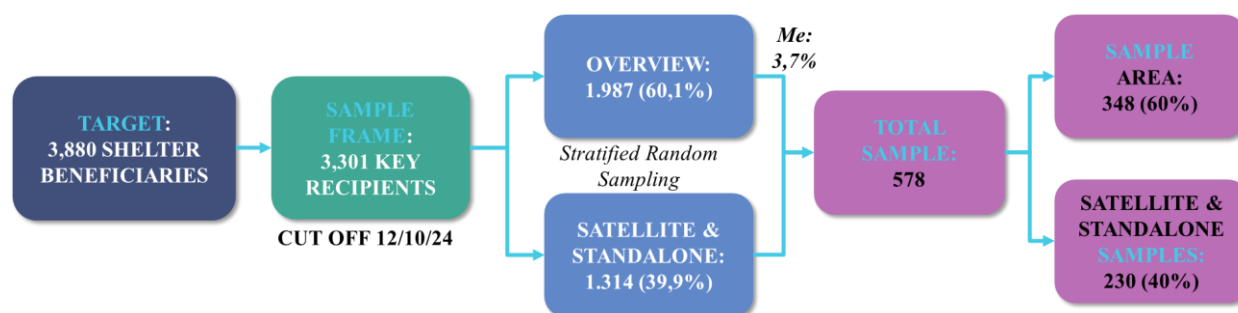 TARGET:
3,880 SHELTER
BENEFICIARIES
SAMPLE
FRAME:
3,301 KEY
RECIPIENTS
CUT OFF 12/10/24
OVERVIEW:
1.987 (60,1%)
Stratified Random
Sampling
SATELLITE &
STANDALONE:
1.314 (39,9%)
Me:
3,7%
TOTAL
SAMPLE:
578
SAMPLE
AREA:
348 (60%)
SATELLITE &
STANDALONE
SAMPLES:
230 (40%)